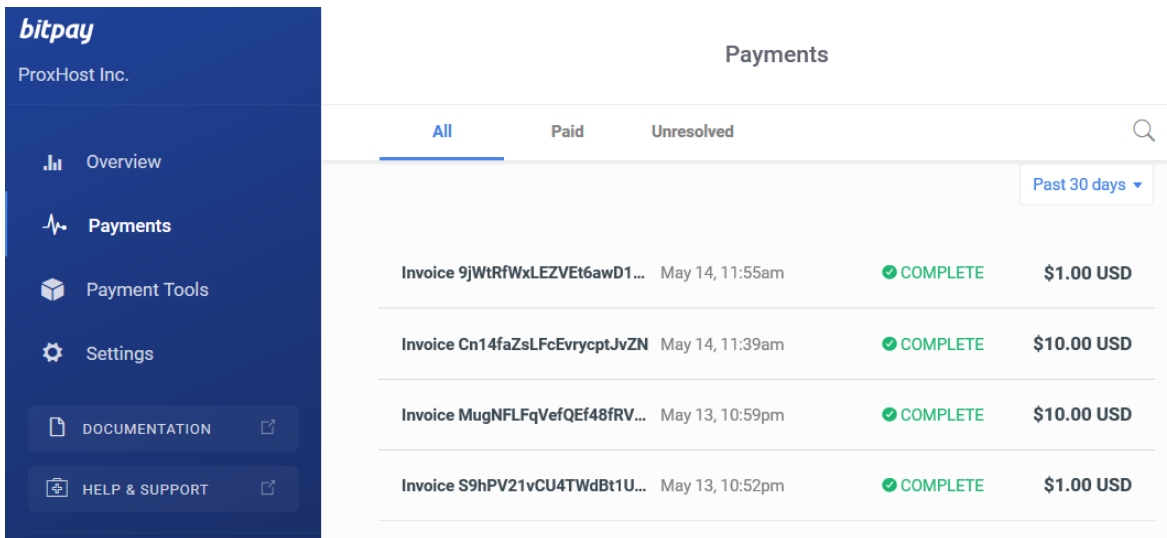 bitpay
ProxHost Inc.
Overview
Payments
Payment Tools
Settings
DOCUMENTATION
HELP & SUPPORT
Payments
All Paid Unresolved
Past 30 days
Invoice 9jWtRfWxLEZVEt6awD1... May 14, 11:55am COMPLETE $1.00 USD
Invoice Cn14faZsLFcEvrycptJvZN May 14, 11:39am COMPLETE $10.00 USD
Invoice MugNFLFqVefQEf48fRV... May 13, 10:59pm COMPLETE $10.00 USD
Invoice S9hPV21vCU4TWdBt1U... May 13, 10:52pm COMPLETE $1.00 USD